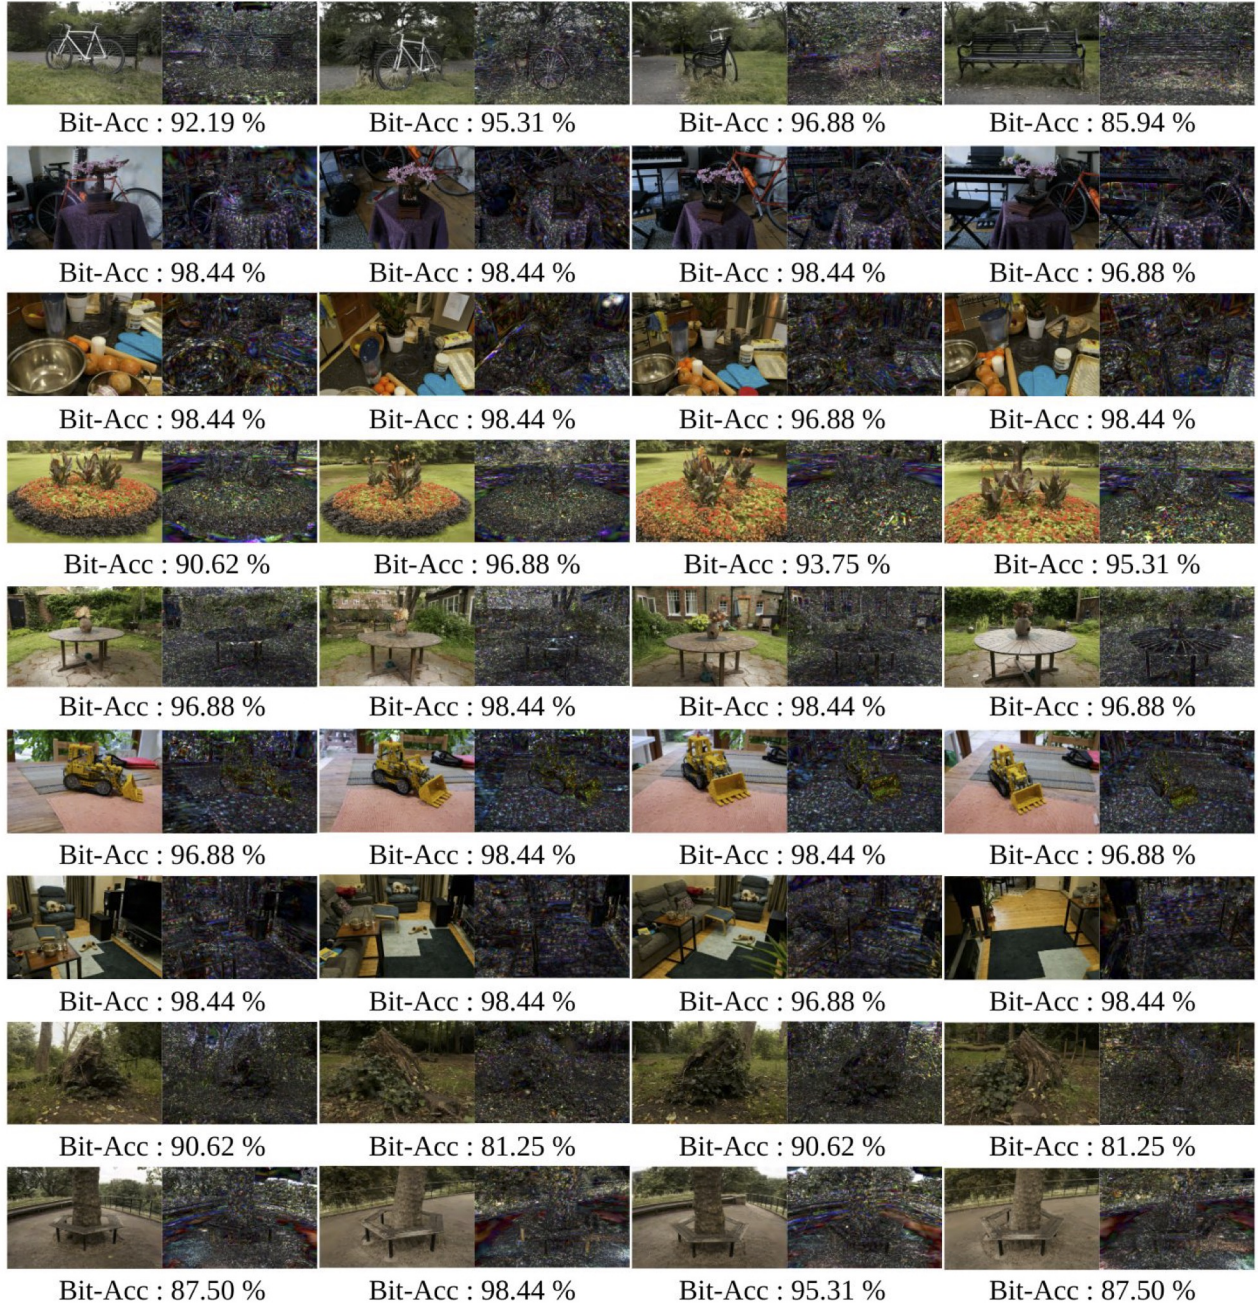 Bit-Acc : 92.19 % Bit-Acc : 95.31 % Bit-Acc : 96.88 % Bit-Acc : 85.94 %
Bit-Acc : 98.44 % Bit-Acc : 98.44 % Bit-Acc : 98.44 % Bit-Acc : 96.88 %
Bit-Acc : 98.44 % Bit-Acc : 98.44 % Bit-Acc : 96.88 % Bit-Acc : 98.44 %
Bit-Acc : 90.62 % Bit-Acc : 96.88 % Bit-Acc : 93.75 % Bit-Acc : 95.31 %
Bit-Acc : 96.88 % Bit-Acc : 98.44 % Bit-Acc : 98.44 % Bit-Acc : 96.88 %
Bit-Acc : 96.88 % Bit-Acc : 98.44 % Bit-Acc : 98.44 % Bit-Acc : 96.88 %
Bit-Acc : 98.44 % Bit-Acc : 98.44 % Bit-Acc : 96.88 % Bit-Acc : 98.44 %
Bit-Acc : 90.62 % Bit-Acc : 81.25 % Bit-Acc : 90.62 % Bit-Acc : 81.25 %
Bit-Acc : 87.50 % Bit-Acc : 98.44 % Bit-Acc : 95.31 % Bit-Acc : 87.50 %